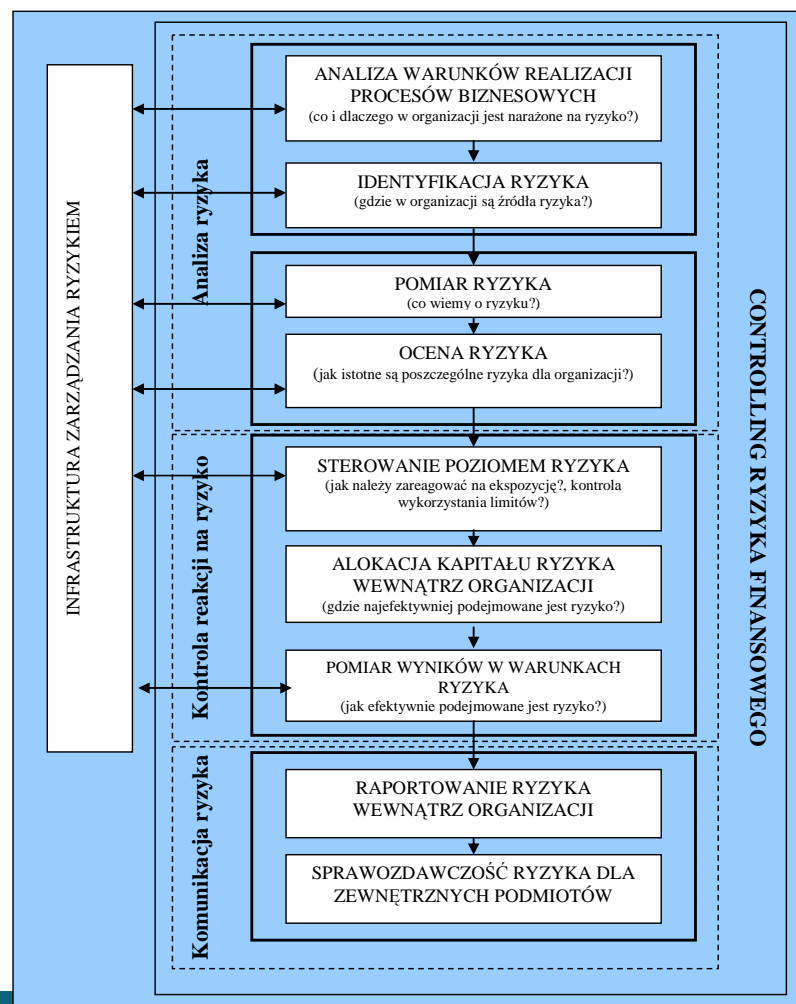 INFRASTRUKTURA ZARZĄDZANIA RYZYKIEM
Analiza ryzyka
ANALIZA WARUNKÓW REALIZACJI
PROCESÓW BIZNESOWYCH
(co i dlaczego w organizacji jest narażone na ryzyko?)
IDENTYFIKACJA RYZYKA
(gdzie w organizacji są źródła ryzyka?)
POMIAR RYZYKA
(co wiemy o ryzyku?)
OCENA RYZYKA
(jak istotne są poszczególne ryzyka dla organizacji?)
Kontrola reakcji na ryzyko
STEROWANIE POZIOMEM RYZYKA
(jak należy zareagować na ekspozycję?, kontrola
wykorzystania limitów?)
ALOKACJA KAPITAŁU RYZYKA
WEWNĄTRZ ORGANIZACJI
(gdzie najefektywniej podejmowane jest ryzyko?)
POMIAR WYNIKÓW W WARUNKACH
RYZYKA
(jak efektywnie podejmowane jest ryzyko?)
Komunikacja ryzyka
RAPORTOWANIE RYZYKA
WEWNĄTRZ ORGANIZACJI
SPRAWOZDAWCZOŚĆ RYZYKA DLA
ZEWNĘTRZNYCH PODMIOTÓW
CONTROLLING RYZYKA FINANSOWEGO